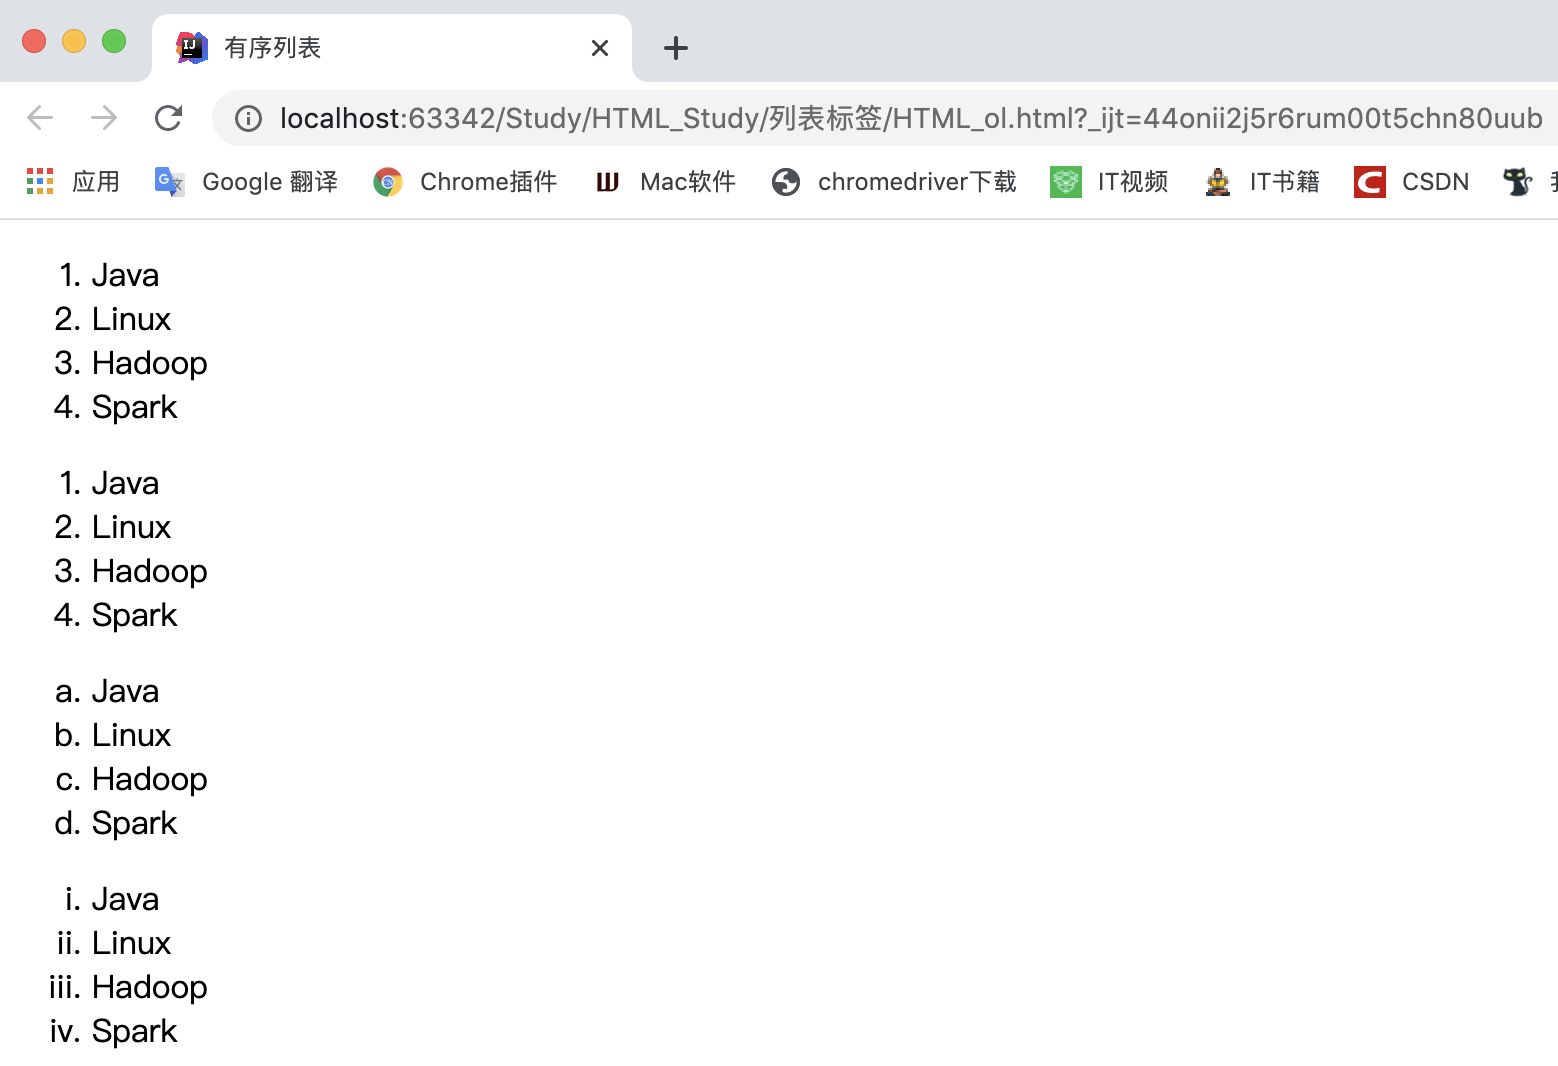 有序列表
localhost:63342/Study/HTML_Study/列表标签/HTML_ol.html?_ijt=44onii2j5r6rum00t5chn80uub
应用 Google 翻译 Chrome插件 Mac软件 chromedriver下载 IT视频 IT书籍 CSDN
1. Java
2. Linux
3. Hadoop
4. Spark
1. Java
2. Linux
3. Hadoop
4. Spark
a. Java
b. Linux
c. Hadoop
d. Spark
i. Java
ii. Linux
iii. Hadoop
iv. Spark